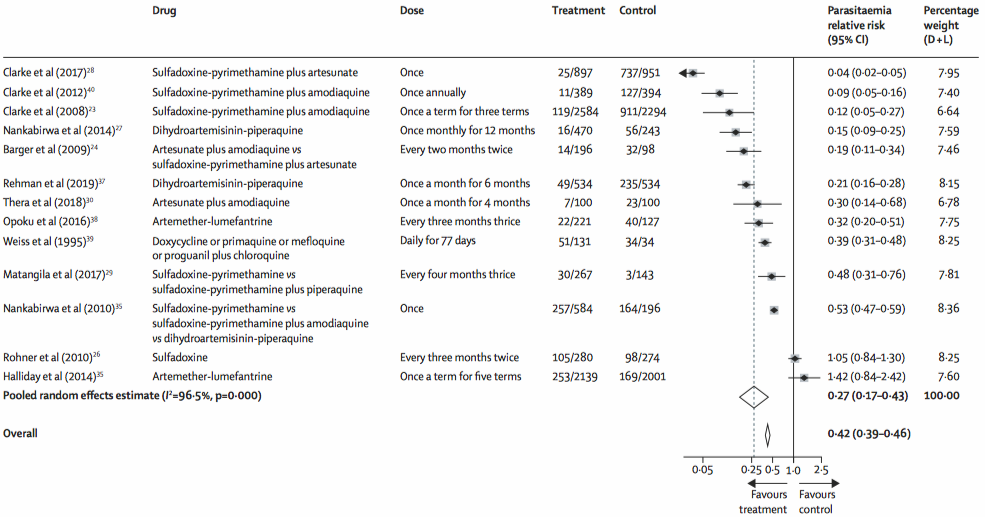 Drug Dose Treatment Control Parasitaemia relative risk (95% CI) Percentage weight (D+L)
Clarke et al (2017)²⁸ Sulfadoxine-pyrimethamine plus artesunate Once 25/897 737/951 0·04 (0·02–0·05) 7·95
Clarke et al (2012)⁴⁰ Sulfadoxine-pyrimethamine plus amodiaquine Once annually 11/389 127/394 0·09 (0·05–0·16) 7·40
Clarke et al (2008)²³ Sulfadoxine-pyrimethamine plus amodiaquine Once a term for three terms 119/2584 911/2294 0·12 (0·05–0·27) 6·64
Nankabirwa et al (2014)²⁷ Dihydroartemisinin-piperaquine Once monthly for 12 months 16/470 56/243 0·15 (0·09–0·25) 7·59
Barger et al (2009)²⁴ Artesunate plus amodiaquine vs Every two months twice 14/196 32/98 0·19 (0·11–0·34) 7·46
sulfadoxine-pyrimethamine plus artesunate
Rehman et al (2019)³⁷ Dihydroartemisinin-piperaquine Once a month for 6 months 49/534 235/534 0·21 (0·16–0·28) 8·15
Thera et al (2018)³⁰ Artesunate plus amodiaquine Once a month for 4 months 7/100 23/100 0·30 (0·14–0·68) 6·78
Opoku et al (2016)³⁸ Artemether-lumefantrine Every three months thrice 22/221 40/127 0·32 (0·20–0·51) 7·75
Weiss et al (1995)³⁹ Doxycycline or primaquine or mefloquine Daily for 77 days 51/131 34/34 0·39 (0·31–0·48) 8·25
or proguanil plus chloroquine
Matangila et al (2017)²⁹ Sulfadoxine-pyrimethamine vs Every four months thrice 30/267 3/143 0·48 (0·31–0·76) 7·81
sulfadoxine-pyrimethamine plus piperaquine
Nankabirwa et al (2010)³⁵ Sulfadoxine-pyrimethamine vs Once 257/584 164/196 0·53 (0·47–0·59) 8·36
sulfadoxine-pyrimethamine plus amodiaquine
vs dihydroartemisinin-piperaquine
Rohner et al (2010)²⁶ Sulfadoxine Every three months twice 105/280 98/274 1·05 (0·84–1·30) 8·25
Halliday et al (2014)³⁵ Artemether-lumefantrine Once a term for five terms 253/2139 169/2001 1·42 (0·84–2·42) 7·60
Pooled random effects estimate (I²=96·5%, p=0·000) 0·27 (0·17–0·43) 100·00
Overall 0·42 (0·39–0·46)
0·05 0·25 0·5 1·0 2·5
Favours treatment Favours control